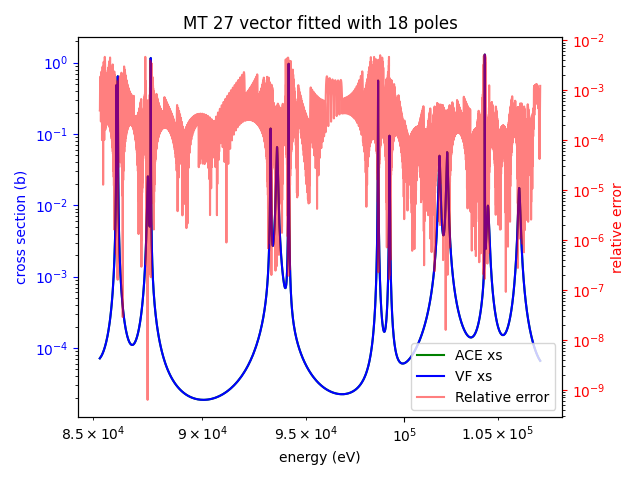 MT 27 vector fitted with 18 poles
cross section (b)
10⁰
10⁻¹
10⁻²
10⁻³
10⁻⁴
10⁻²
10⁻³
10⁻⁴
10⁻⁵
10⁻⁶
10⁻⁷
10⁻⁸
10⁻⁹
relative error
ACE xs
VF xs
Relative error
8.5 × 10⁴ 9 × 10⁴ 9.5 × 10⁴ 10⁵ 1.05 × 10⁵
energy (eV)